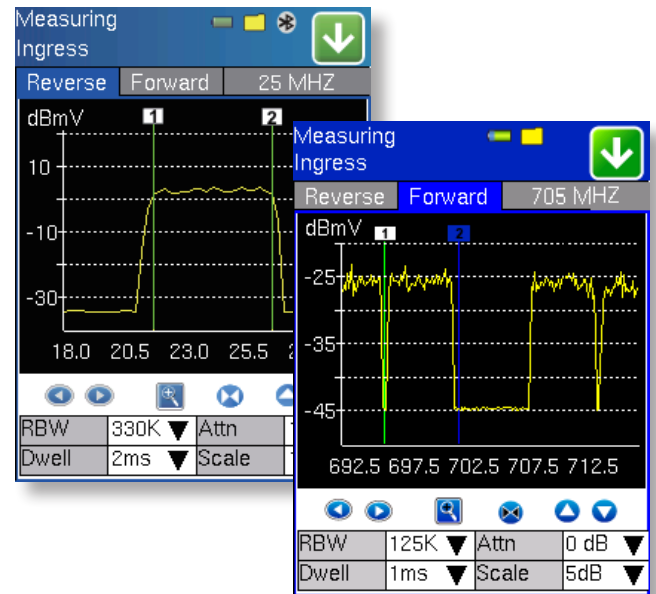 Measuring
Ingress
Reverse Forward 25 MHZ
dBmV 1 2
10
-10
-30
18.0 20.5 23.0 25.5
RBW 330K Attn
Dwell 2ms Scale
Measuring
Ingress
Reverse Forward 705 MHZ
dBmV 1 2
-25
-35
-45
692.5 697.5 702.5 707.5 712.5
RBW 125K Attn 0 dB
Dwell 1ms Scale 5dB